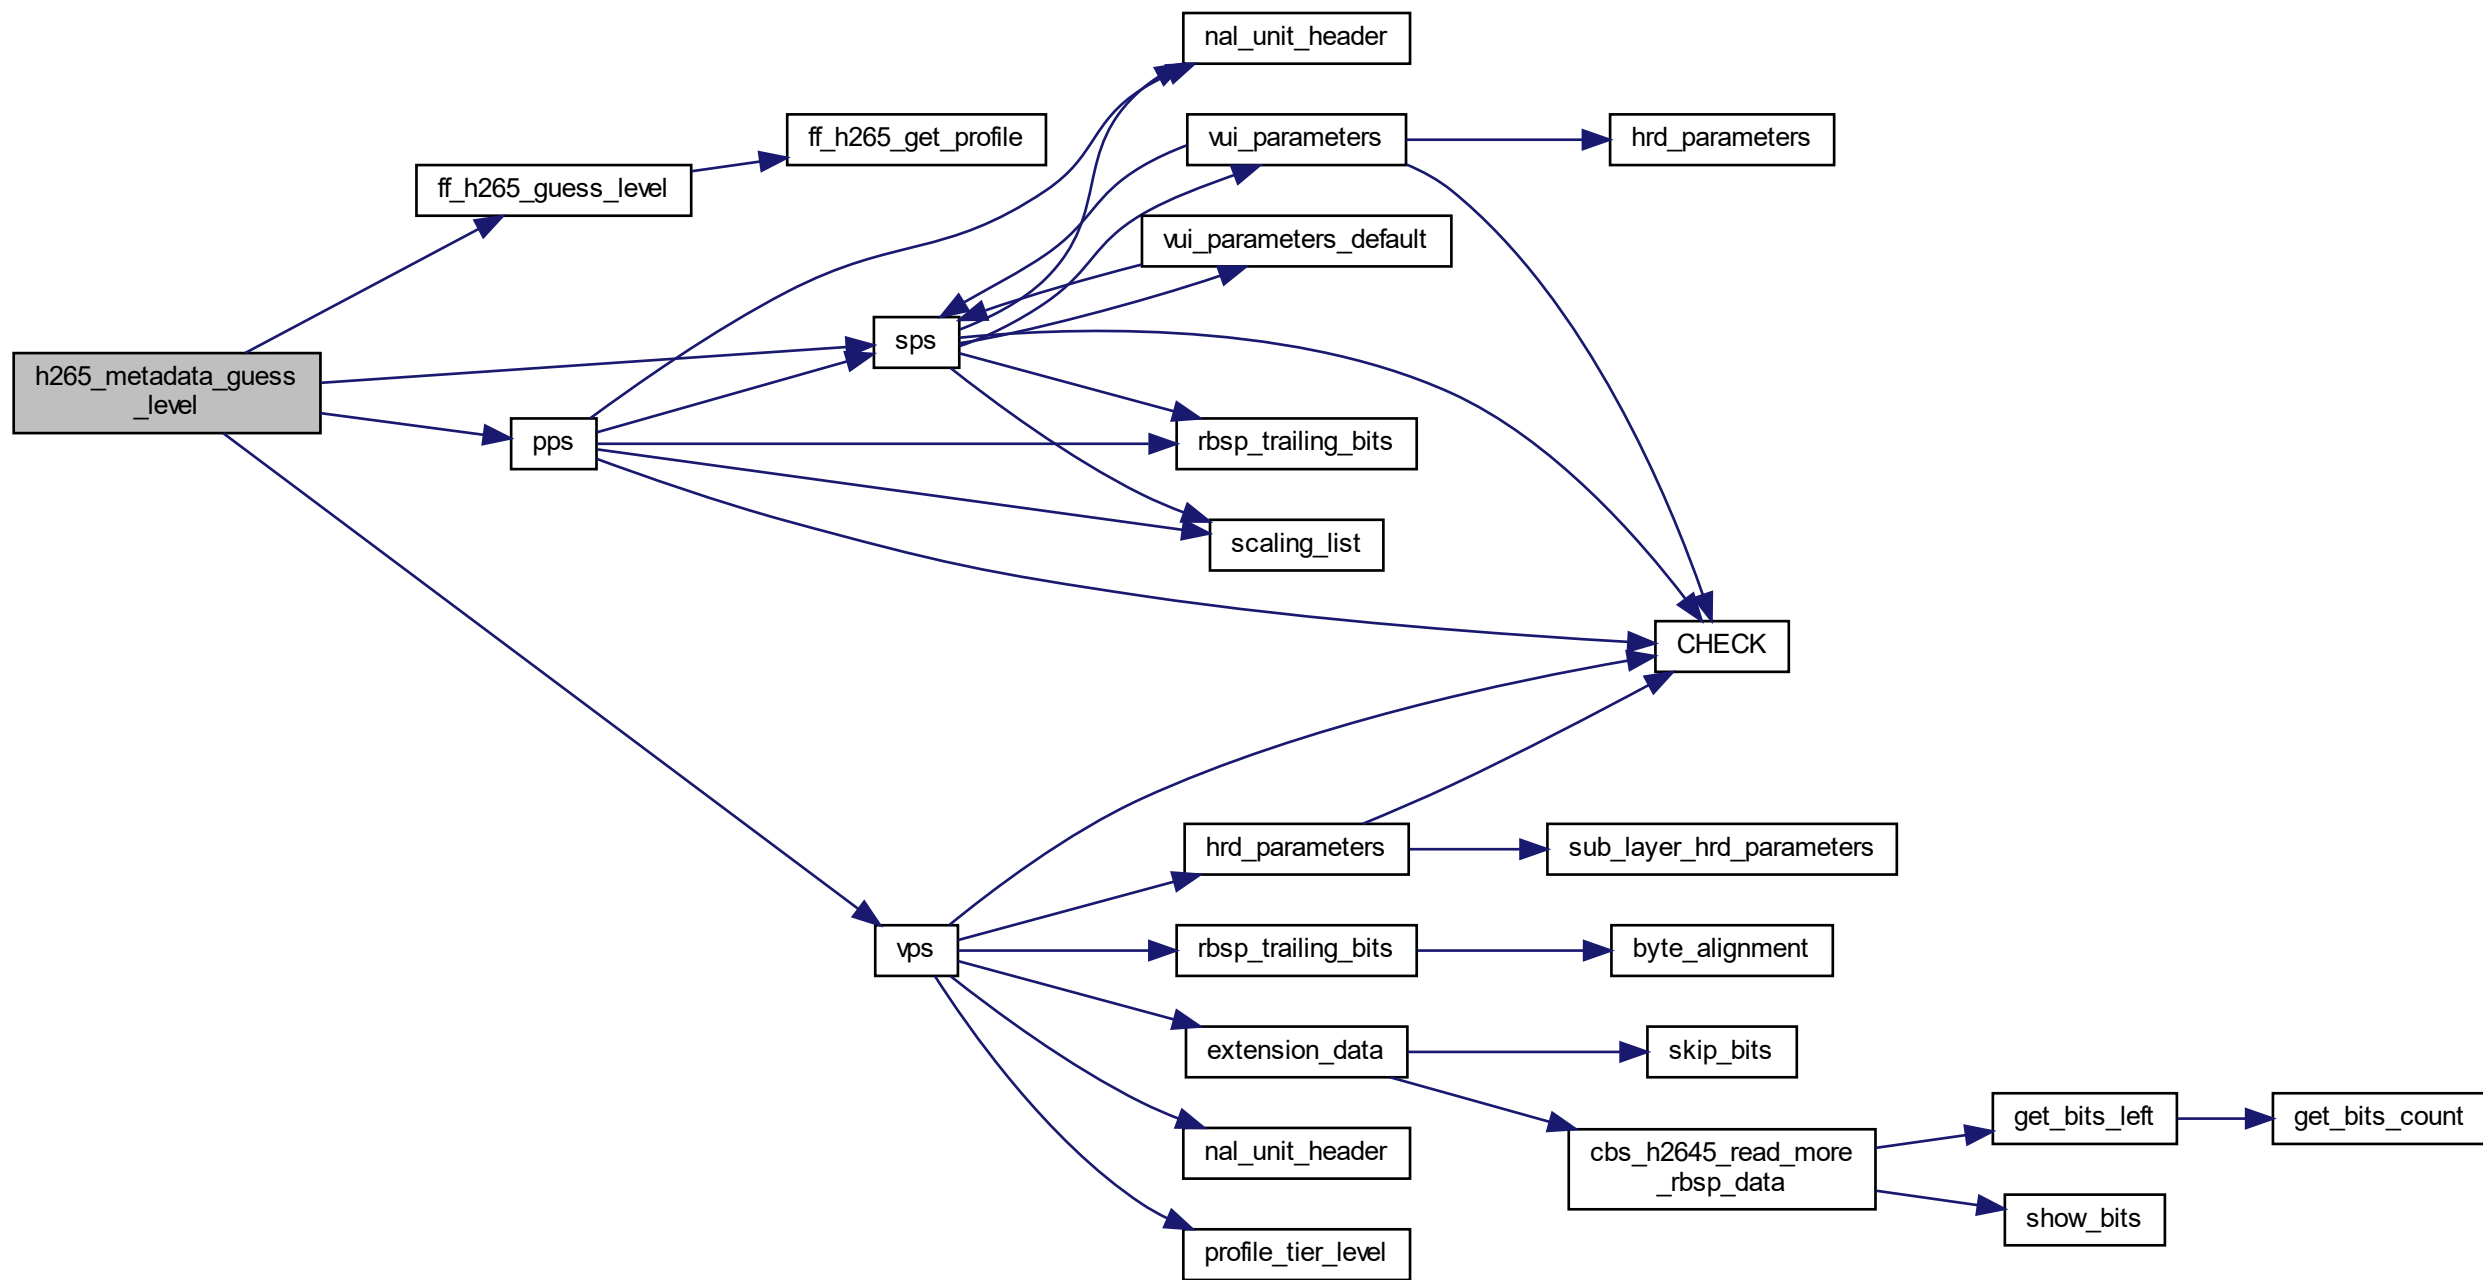 nal_unit_header
ff_h265_get_profile
vui_parameters
hrd_parameters
ff_h265_guess_level
vui_parameters_default
sps
h265_metadata_guess
_level
pps
rbsp_trailing_bits
scaling_list
CHECK
hrd_parameters
sub_layer_hrd_parameters
vps
rbsp_trailing_bits
byte_alignment
extension_data
skip_bits
get_bits_left
get_bits_count
nal_unit_header
cbs_h2645_read_more
_rbsp_data
show_bits
profile_tier_level